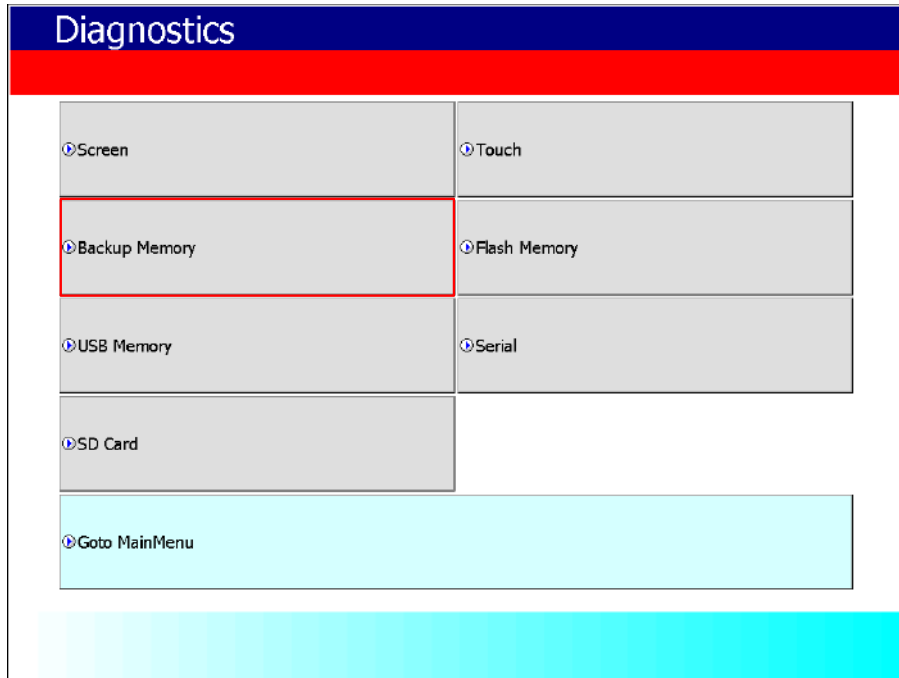 Diagnostics
Screen
Touch
Backup Memory
Flash Memory
USB Memory
Serial
SD Card
Goto MainMenu